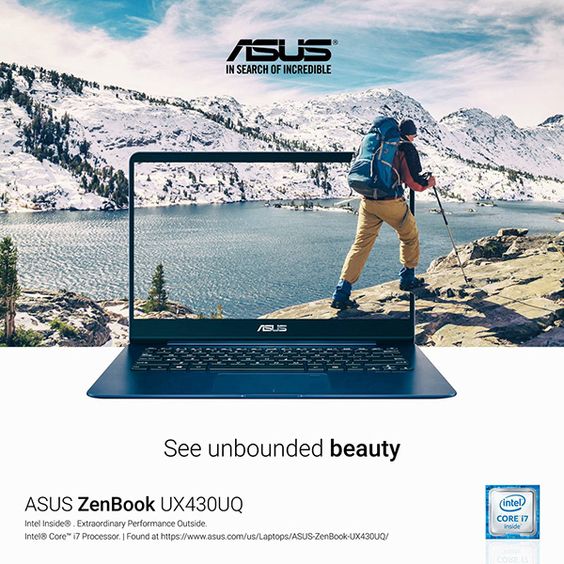 ASUS®
IN SEARCH OF INCREDIBLE
ASUS
See unbounded beauty
ASUS ZenBook UX430UQ
Intel Inside® . Extraordinary Performance Outside.
Intel® Core™ i7 Processor. | Found at https://www.asus.com/us/Laptops/ASUS-ZenBook-UX430UQ/
intel
CORE i7
inside™